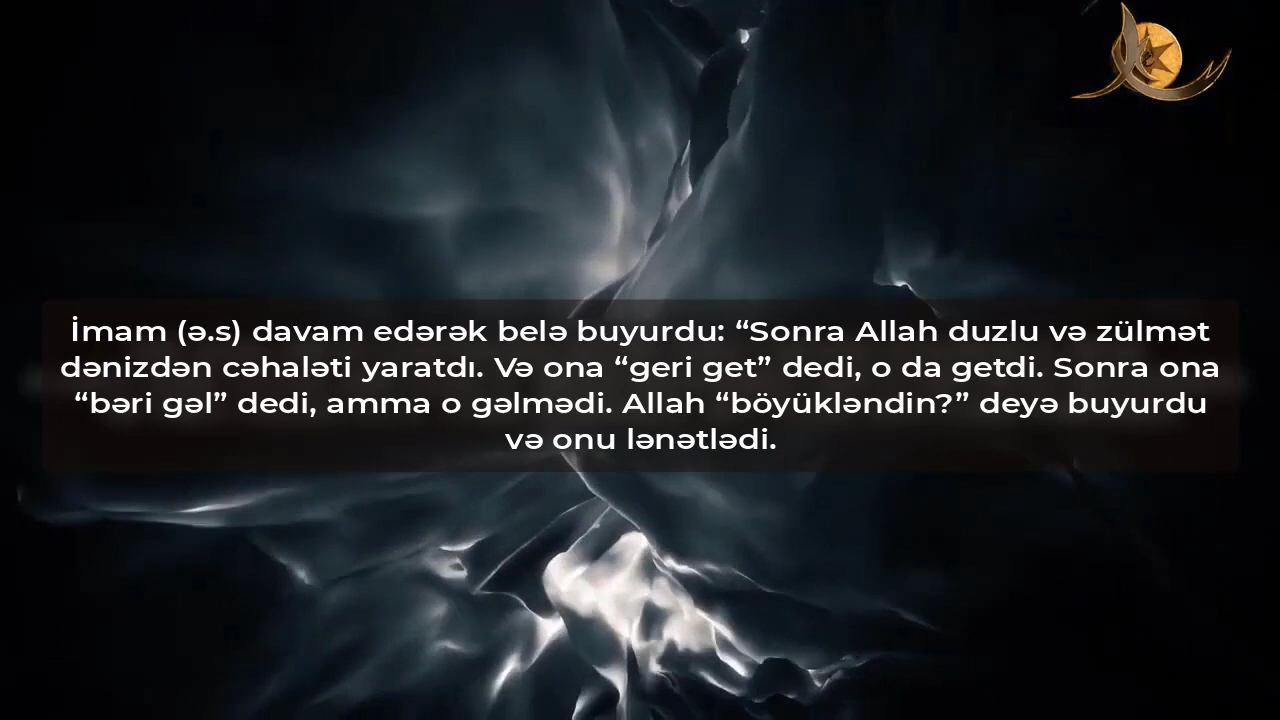 İmam (ə.s) davam edərək belə buyurdu: “Sonra Allah duzlu və zülmət
dənizdən cəhaləti yaratdı. Və ona “geri get” dedi, o da getdi. Sonra ona
“bəri gəl” dedi, amma o gəlmədi. Allah “böyükləndin?” deyə buyurdu
və onu lənətlədi.